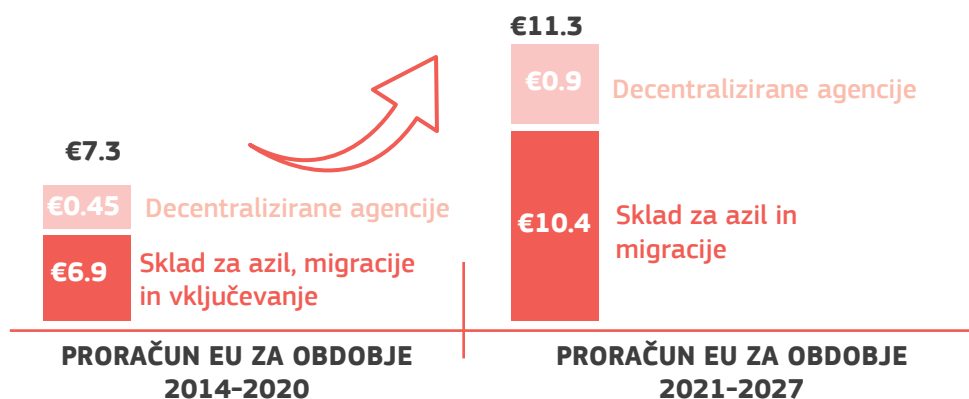 €7.3
€0.45
Decentralizirane agencije
€6.9
Sklad za azil, migracije
in vključevanje
PRORAČUN EU ZA OBDOBJE
2014–2020
€11.3
€0.9
Decentralizirane agencije
€10.4
Sklad za azil in
migracije
PRORAČUN EU ZA OBDOBJE
2021–2027